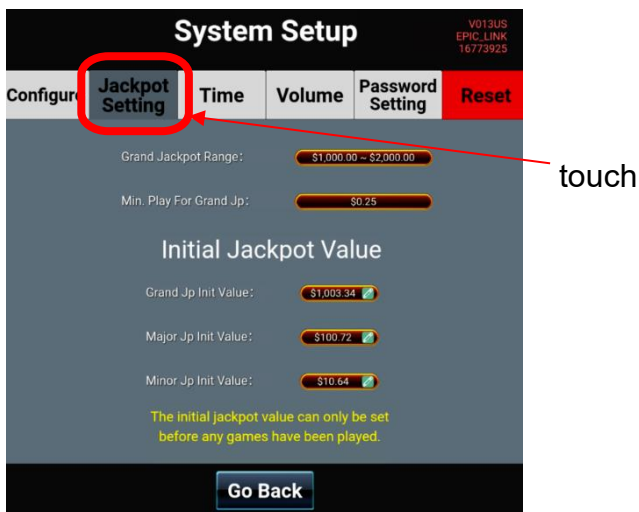 System Setup
V013US
EPIC_LINK
16773925
Configure
Jackpot
Setting
Time
Volume
Password
Setting
Reset
touch
Grand Jackpot Range:
$1,000.00 ~ $2,000.00
Min. Play For Grand Jp:
$0.25
Initial Jackpot Value
Grand Jp Init Value:
$1,003.34
Major Jp Init Value:
$100.72
Minor Jp Init Value:
$10.64
The initial jackpot value can only be set
before any games have been played.
Go Back